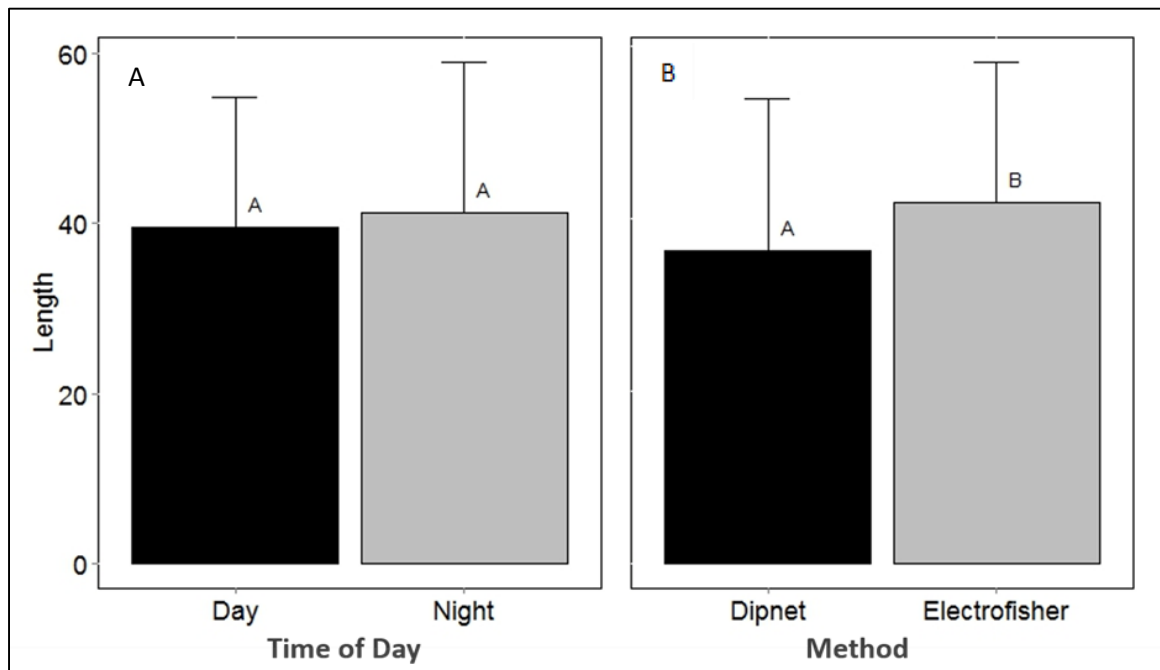 60
40
20
0
Length
A
A
A
Day
Night
Time of Day
B
A
B
Dipnet
Electrofisher
Method